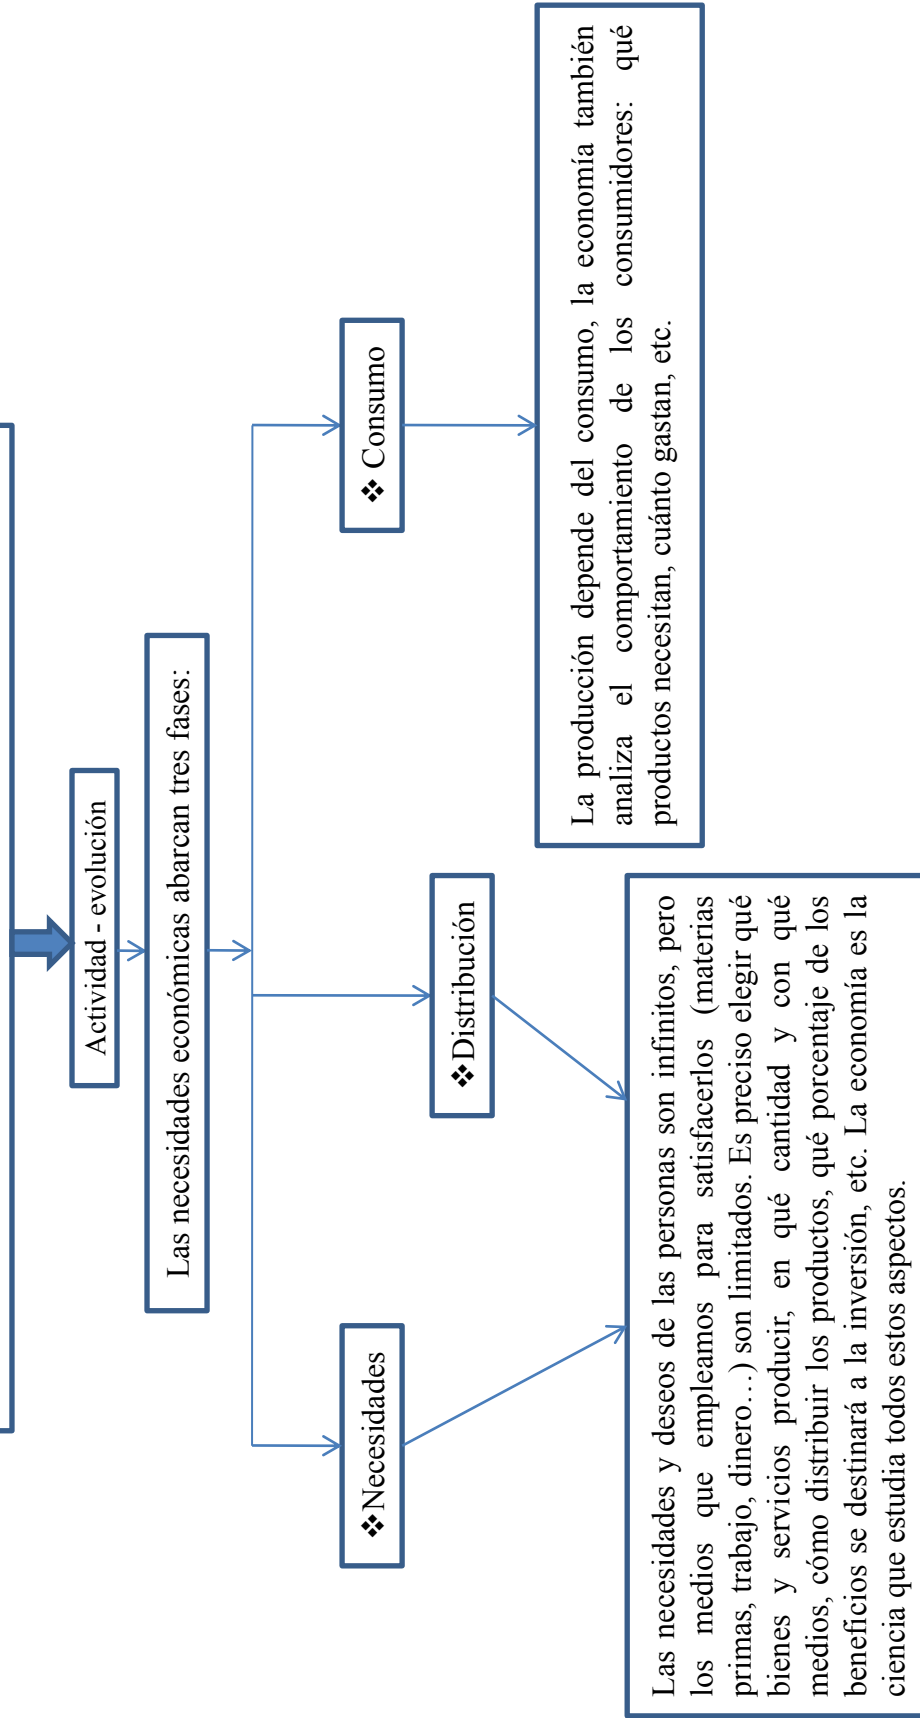 Actividad - evolución
Las necesidades económicas abarcan tres fases:
❖Necesidades
❖Distribución
❖ Consumo
Las necesidades y deseos de las personas son infinitos, pero
los medios que empleamos para satisfacerlos (materias
primas, trabajo, dinero…) son limitados. Es preciso elegir qué
bienes y servicios producir, en qué cantidad y con qué
medios, cómo distribuir los productos, qué porcentaje de los
beneficios se destinará a la inversión, etc. La economía es la
ciencia que estudia todos estos aspectos.
La producción depende del consumo, la economía también
analiza el comportamiento de los consumidores: qué
productos necesitan, cuánto gastan, etc.